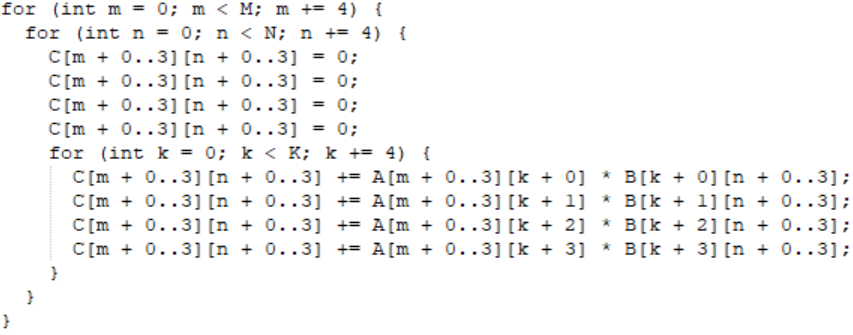 for (int m = 0; m < M; m += 4) {
  for (int n = 0; n < N; n += 4) {
    C[m + 0..3][n + 0..3] = 0;
    C[m + 0..3][n + 0..3] = 0;
    C[m + 0..3][n + 0..3] = 0;
    C[m + 0..3][n + 0..3] = 0;
    for (int k = 0; k < K; k += 4) {
      C[m + 0..3][n + 0..3] += A[m + 0..3][k + 0] * B[k + 0][n + 0..3];
      C[m + 0..3][n + 0..3] += A[m + 0..3][k + 1] * B[k + 1][n + 0..3];
      C[m + 0..3][n + 0..3] += A[m + 0..3][k + 2] * B[k + 2][n + 0..3];
      C[m + 0..3][n + 0..3] += A[m + 0..3][k + 3] * B[k + 3][n + 0..3];
    }
  }
}